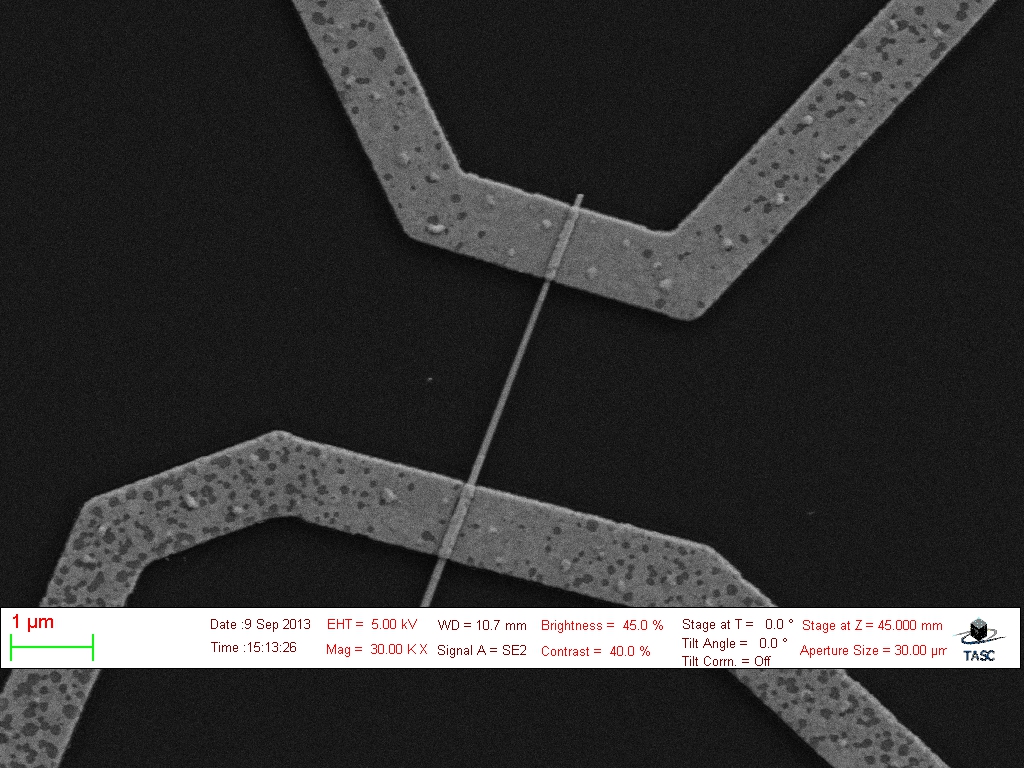 1 µm
Date :9 Sep 2013
Time :15:13:26
EHT = 5.00 kV
Mag = 30.00 K X
WD = 10.7 mm
Signal A = SE2
Brightness = 45.0 %
Contrast = 40.0 %
Stage at T = 0.0 °
Tilt Angle = 0.0 °
Tilt Corrn. = Off
Stage at Z = 45.000 mm
Aperture Size = 30.00 µm
TASC